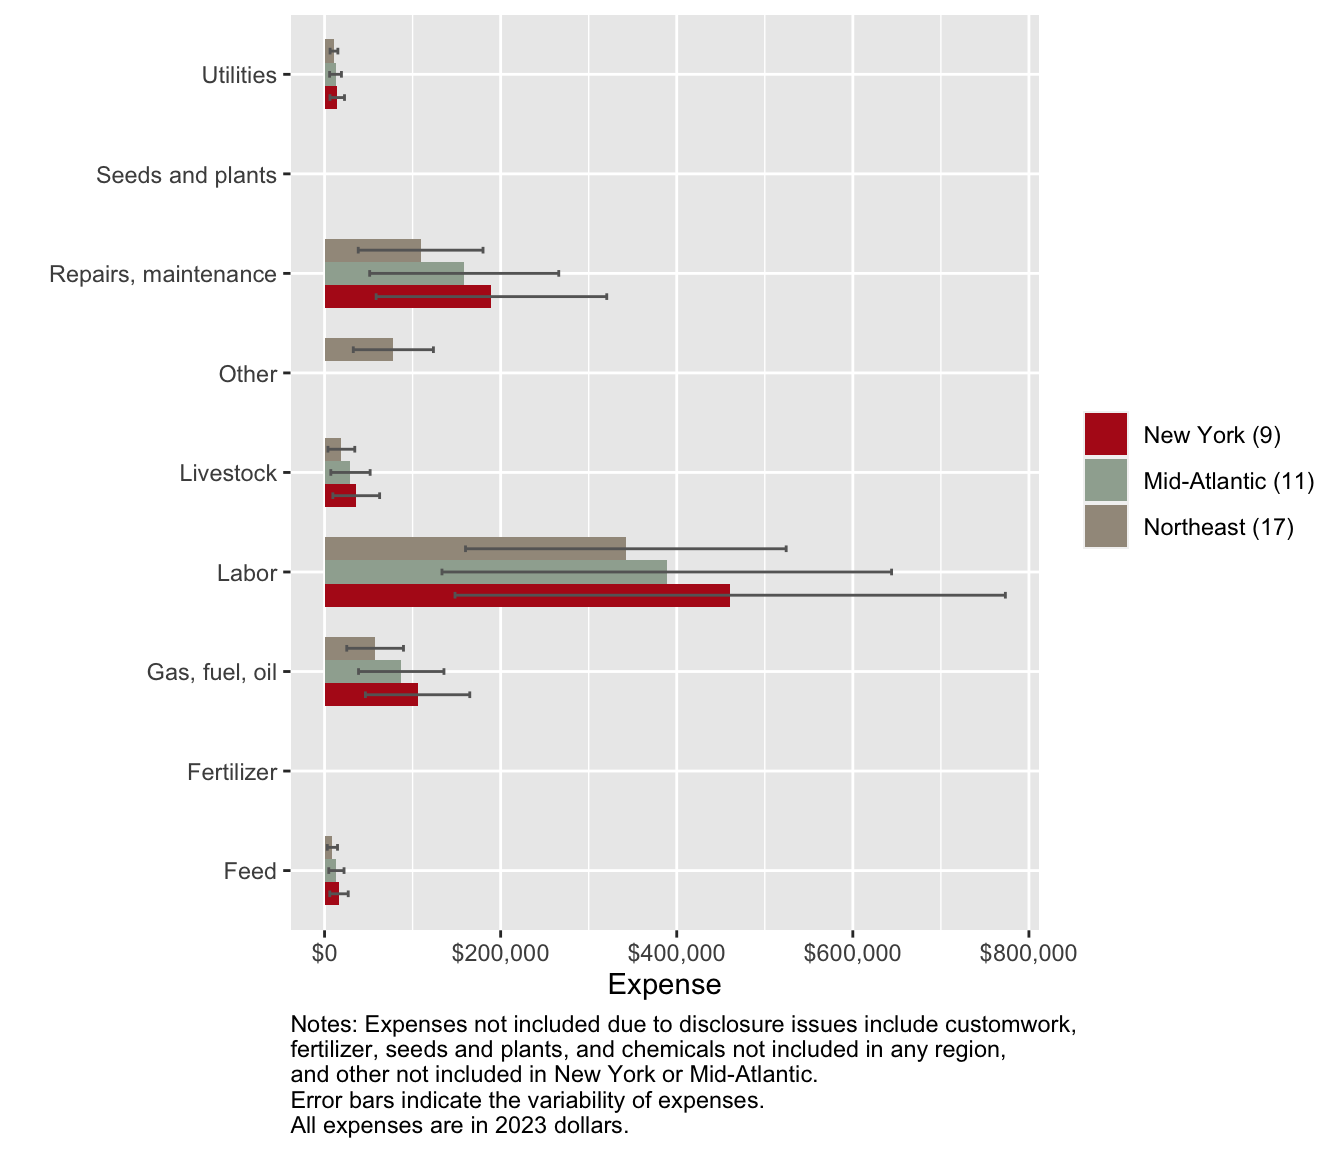 Utilities
Seeds and plants
Repairs, maintenance
Other
Livestock
Labor
Gas, fuel, oil
Fertilizer
Feed
$0 $200,000 $400,000 $600,000 $800,000
Expense
New York (9)
Mid-Atlantic (11)
Northeast (17)
Notes: Expenses not included due to disclosure issues include customwork,
fertilizer, seeds and plants, and chemicals not included in any region,
and other not included in New York or Mid-Atlantic.
Error bars indicate the variability of expenses.
All expenses are in 2023 dollars.